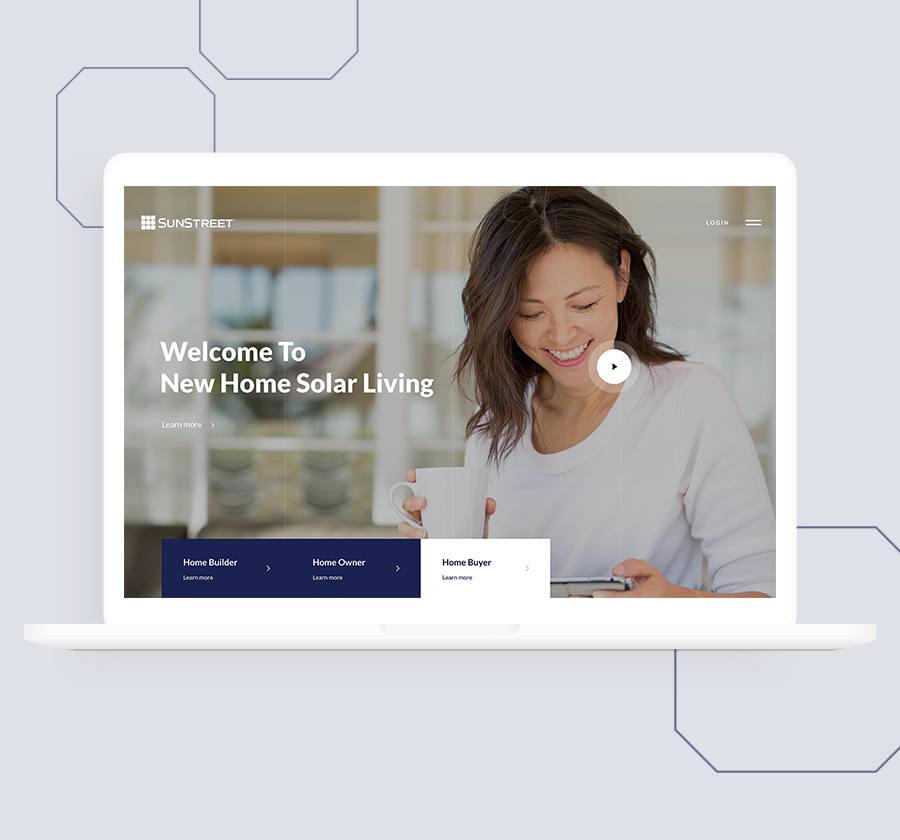 SUNSTREET
LOGIN
Welcome To
New Home Solar Living
Learn more
Home Builder
Learn more
Home Owner
Learn more
Home Buyer
Learn more